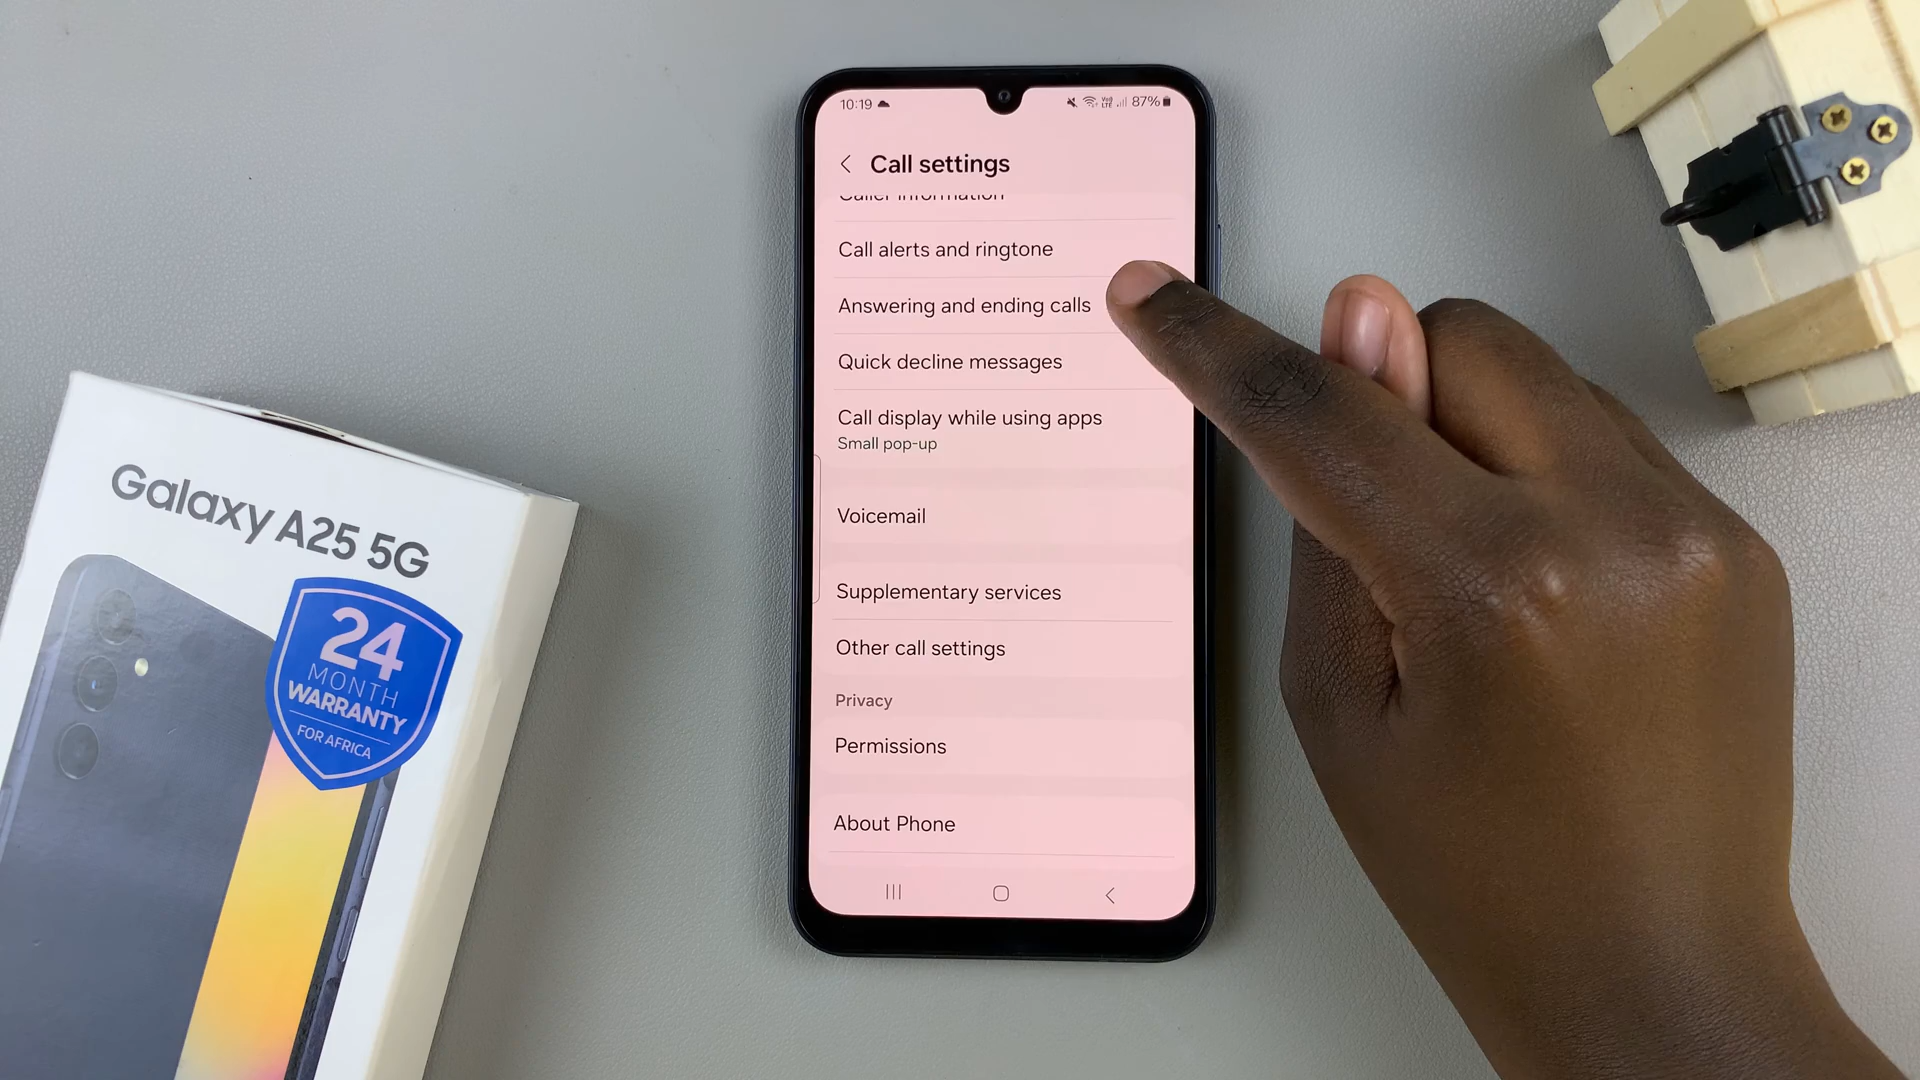 10:19
87%
Call settings
Caller information
Call alerts and ringtone
Answering and ending calls
Quick decline messages
Call display while using apps
Small pop-up
Voicemail
Supplementary services
Other call settings
Privacy
Permissions
About Phone
Galaxy A25 5G
24
MONTH
WARRANTY
FOR AFRICA